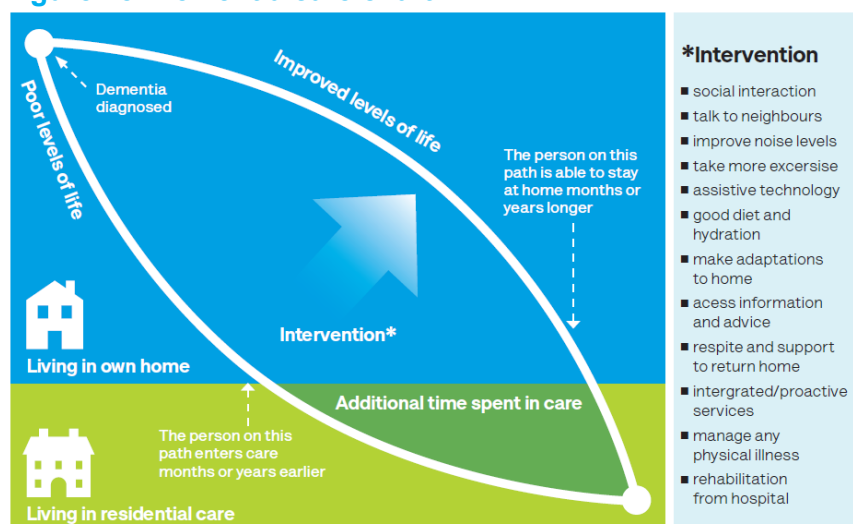 Dementia
diagnosed
Poor levels of life
Improved levels of life
The person on this
path is able to stay
at home months or
years longer
Intervention*
Living in own home
Additional time spent in care
The person on this
path enters care
months or years earlier
Living in residential care
*Intervention
▪ social interaction
▪ talk to neighbours
▪ improve noise levels
▪ take more excersise
▪ assistive technology
▪ good diet and
hydration
▪ make adaptations
to home
▪ acess information
and advice
▪ respite and support
to return home
▪ intergrated/proactive
services
▪ manage any
physical illness
▪ rehabilitation
from hospital